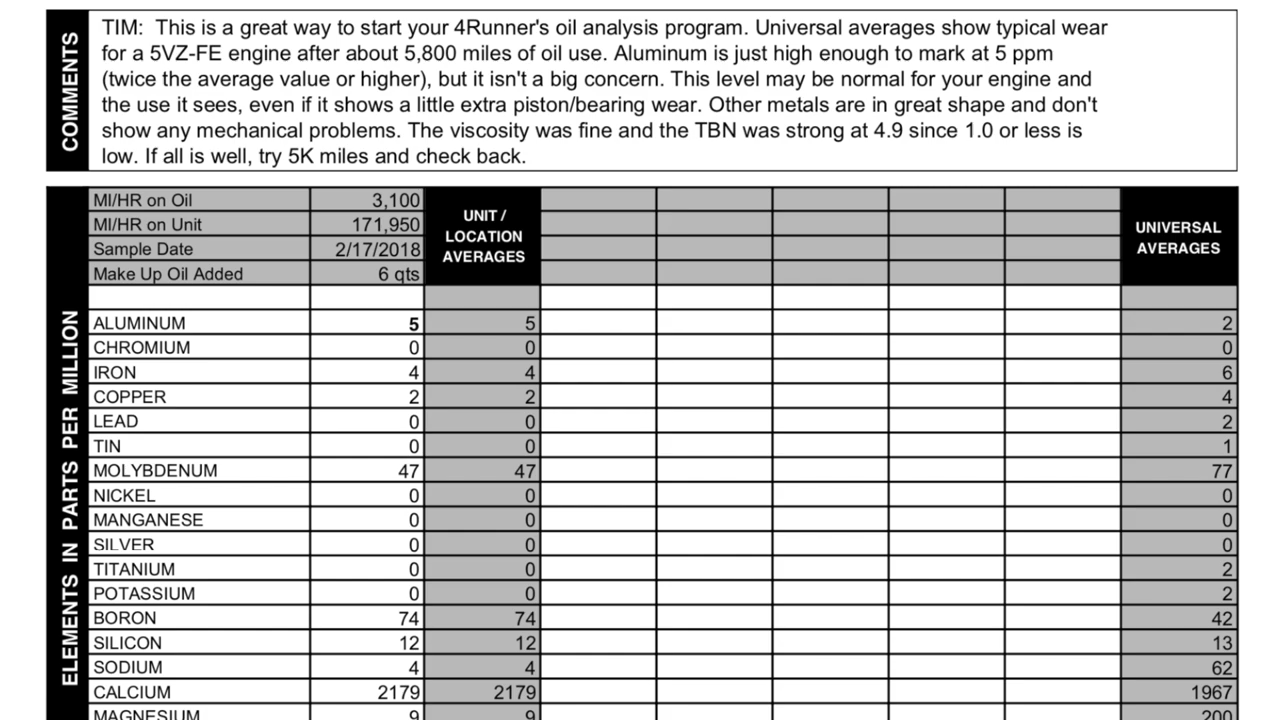 COMMENTS
TIM:  This is a great way to start your 4Runner's oil analysis program. Universal averages show typical wear
for a 5VZ-FE engine after about 5,800 miles of oil use. Aluminum is just high enough to mark at 5 ppm
(twice the average value or higher), but it isn't a big concern. This level may be normal for your engine and
the use it sees, even if it shows a little extra piston/bearing wear. Other metals are in great shape and don't
show any mechanical problems. The viscosity was fine and the TBN was strong at 4.9 since 1.0 or less is
low. If all is well, try 5K miles and check back.
MI/HR on Oil 3,100
MI/HR on Unit 171,950
Sample Date 2/17/2018
Make Up Oil Added 6 qts
UNIT /
LOCATION
AVERAGES
UNIVERSAL
AVERAGES
ELEMENTS IN PARTS PER MILLION
ALUMINUM 5 5 2
CHROMIUM 0 0 0
IRON 4 4 6
COPPER 2 2 4
LEAD 0 0 2
TIN 0 0 1
MOLYBDENUM 47 47 77
NICKEL 0 0 0
MANGANESE 0 0 0
SILVER 0 0 0
TITANIUM 0 0 2
POTASSIUM 0 0 2
BORON 74 74 42
SILICON 12 12 13
SODIUM 4 4 62
CALCIUM 2179 2179 1967
MAGNESIUM 9 9 200